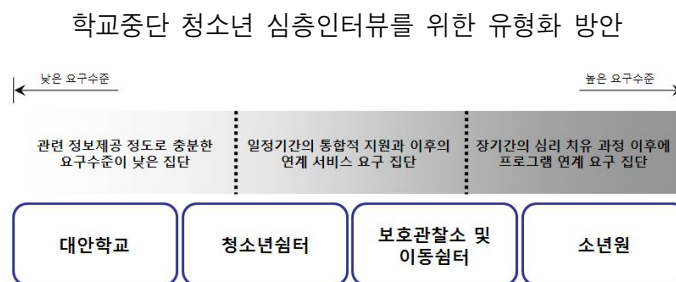 학교중단 청소년 심층인터뷰를 위한 유형화 방안
낮은 요구수준
높은 요구수준
관련 정보제공 정도로 충분한
요구수준이 낮은 집단
일정기간의 통합적 지원과 이후의
연계 서비스 요구 집단
장기간의 심리 치유 과정 이후에
프로그램 연계 요구 집단
대안학교
청소년쉼터
보호관찰소 및
이동쉼터
소년원